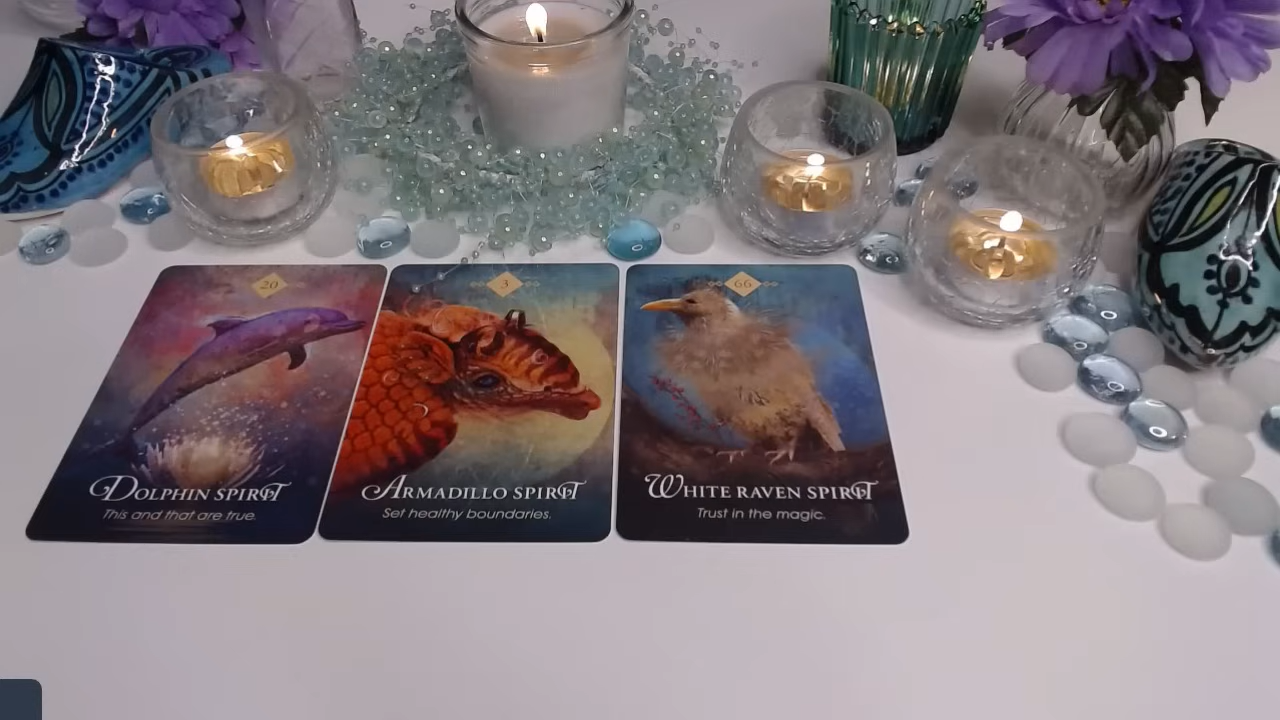 20
DOLPHIN SPIRIT
This and that are true.
3
ARMADILLO SPIRIT
Set healthy boundaries.
66
WHITE RAVEN SPIRIT
Trust in the magic.